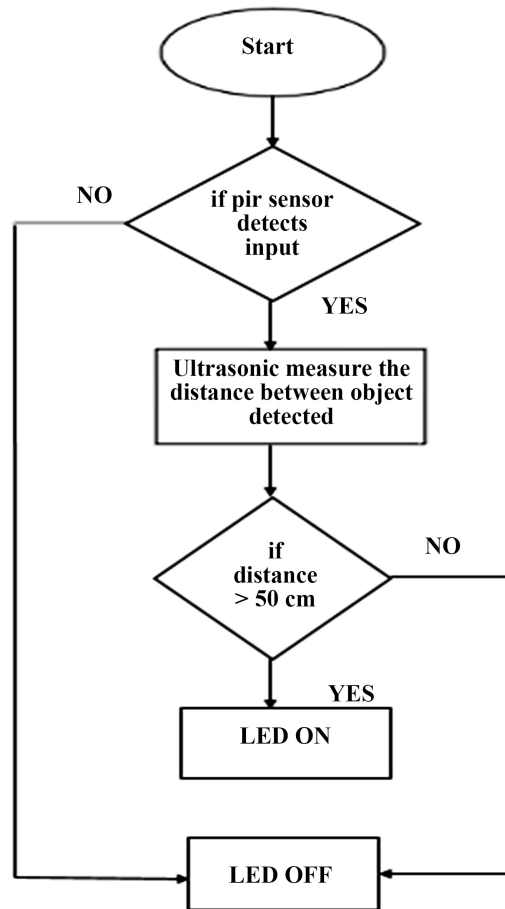 Start
NO
if pir sensor
detects
input
YES
Ultrasonic measure the
distance between object
detected
if
distance
> 50 cm
NO
YES
LED ON
LED OFF